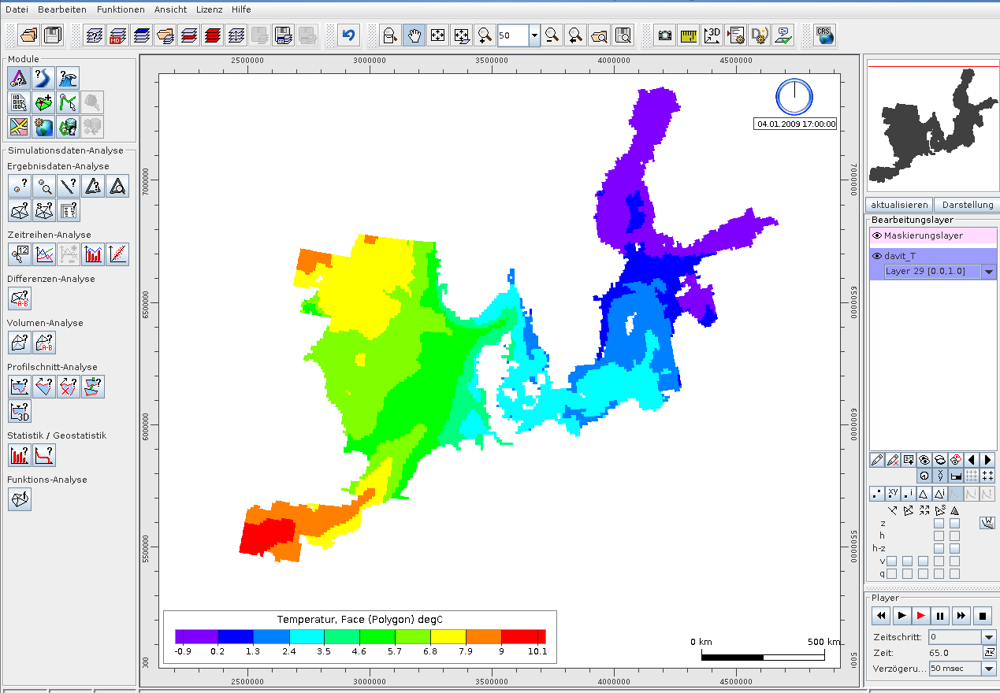 Datei Bearbeiten Funktionen Ansicht Lizenz Hilfe
MD
50
3D
D:
CRS
Module
Simulationsdaten-Analyse
Ergebnisdaten-Analyse
Zeitreihen-Analyse
12
Differenzen-Analyse
A-B
Volumen-Analyse
A-B
Profilschnitt-Analyse
3D
Statistik / Geostatistik
Funktions-Analyse
2500000 3000000 3500000 4000000 4500000
7000000
6500000
6000000
5500000
04.01.2009 17:00:00
Temperatur, Face (Polygon) degC
-0.9 0.2 1.3 2.4 3.5 4.6 5.7 6.8 7.9 9 10.1
0 km 500 km
7000000
6500000
6000000
5500000
2500000 3000000 3500000 4000000 4500000
aktualisieren Darstellung
Bearbeitungslayer
Maskierungslayer
davit_T
Layer 29 [0.0,1.0]
z
h
h-z
v
q
Player
Zeitschritt: 0
Zeit: 65.0
Verzögeru... 50 msec